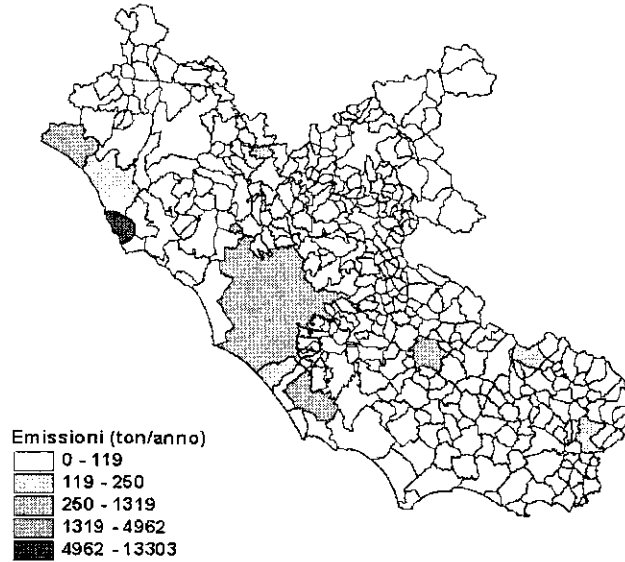 Emissioni (ton/anno)
0 - 119
119 - 250
250 - 1319
1319 - 4962
4962 - 13303